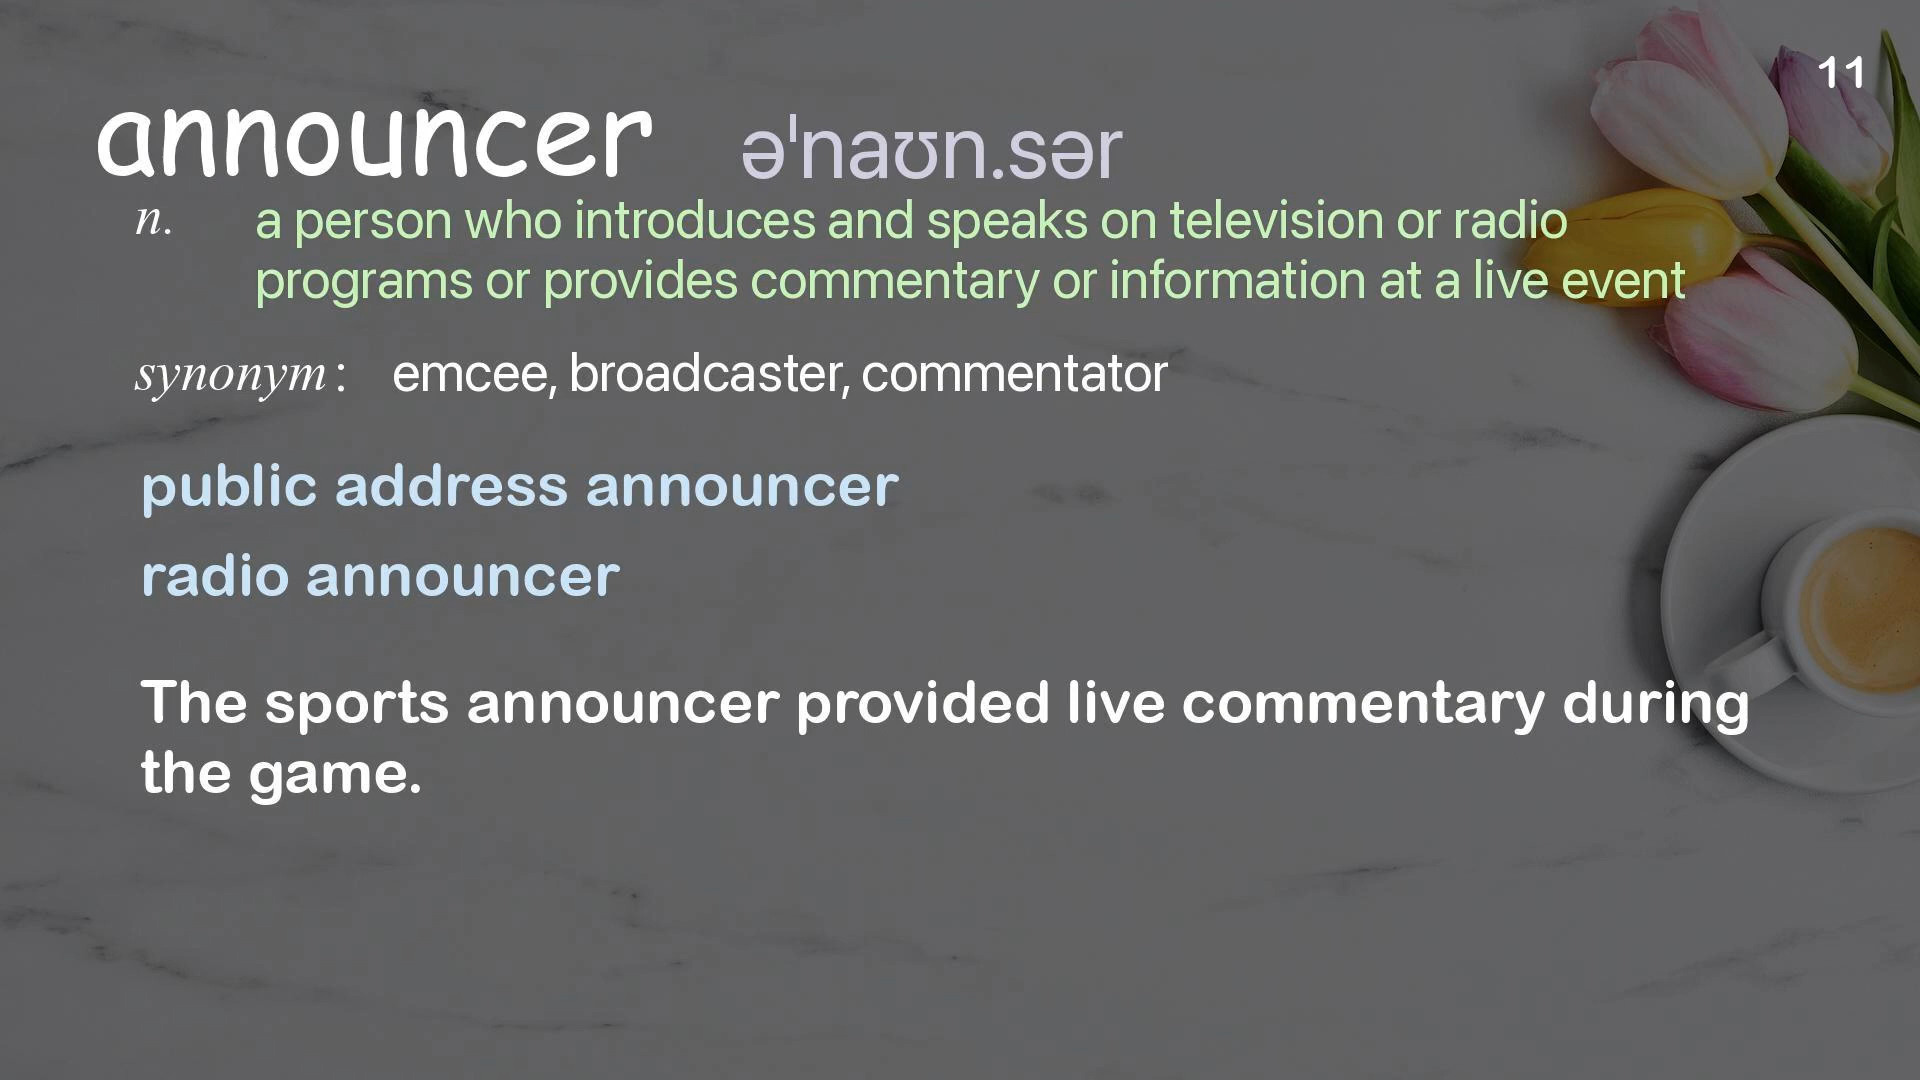 11
announcer əˈnaʊn.sər
n. a person who introduces and speaks on television or radio
programs or provides commentary or information at a live event
synonym : emcee, broadcaster, commentator
public address announcer
radio announcer
The sports announcer provided live commentary during
the game.